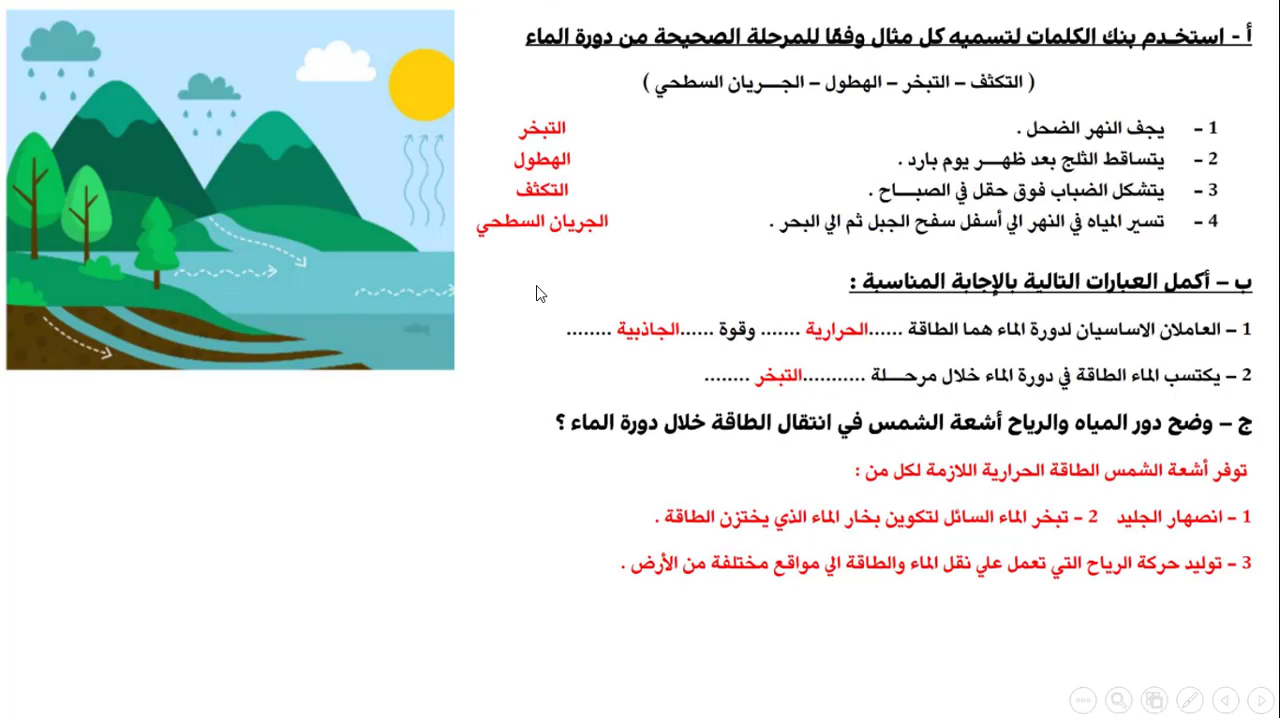 أ - استخدم بنك الكلمات لتسميه كل مثال وفقًا للمرحلة الصحيحة من دورة الماء
( التكثف – التبخر – الهطول – الجريان السطحي )
1 - يجف النهر الضحل . التبخر
2 - يتساقط الثلج بعد ظهر يوم بارد . الهطول
3 - يتشكل الضباب فوق حقل في الصباح . التكثف
4 - تسير المياه في النهر الي أسفل سفح الجبل ثم الي البحر . الجريان السطحي
ب – أكمل العبارات التالية بالإجابة المناسبة :
1 – العاملان الاساسيان لدورة الماء هما الطاقة ......الحرارية ....... وقوة ......الجاذبية ........
2 – يكتسب الماء الطاقة في دورة الماء خلال مرحلة ...........التبخر ........
ج – وضح دور المياه والرياح أشعة الشمس في انتقال الطاقة خلال دورة الماء ؟
توفر أشعة الشمس الطاقة الحرارية اللازمة لكل من :
1 – انصهار الجليد 2 – تبخر الماء السائل لتكوين بخار الماء الذي يختزن الطاقة .
3 – توليد حركة الرياح التي تعمل علي نقل الماء والطاقة الي مواقع مختلفة من الأرض .